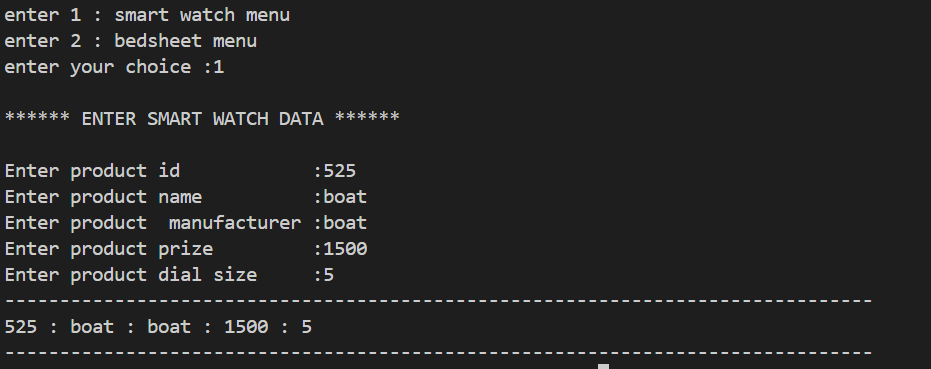 enter 1 : smart watch menu
enter 2 : bedsheet menu
enter your choice :1
****** ENTER SMART WATCH DATA ******
Enter product id            :525
Enter product name          :boat
Enter product  manufacturer :boat
Enter product prize         :1500
Enter product dial size     :5
-------------------------------------------------------------------------------
525 : boat : boat : 1500 : 5
-------------------------------------------------------------------------------